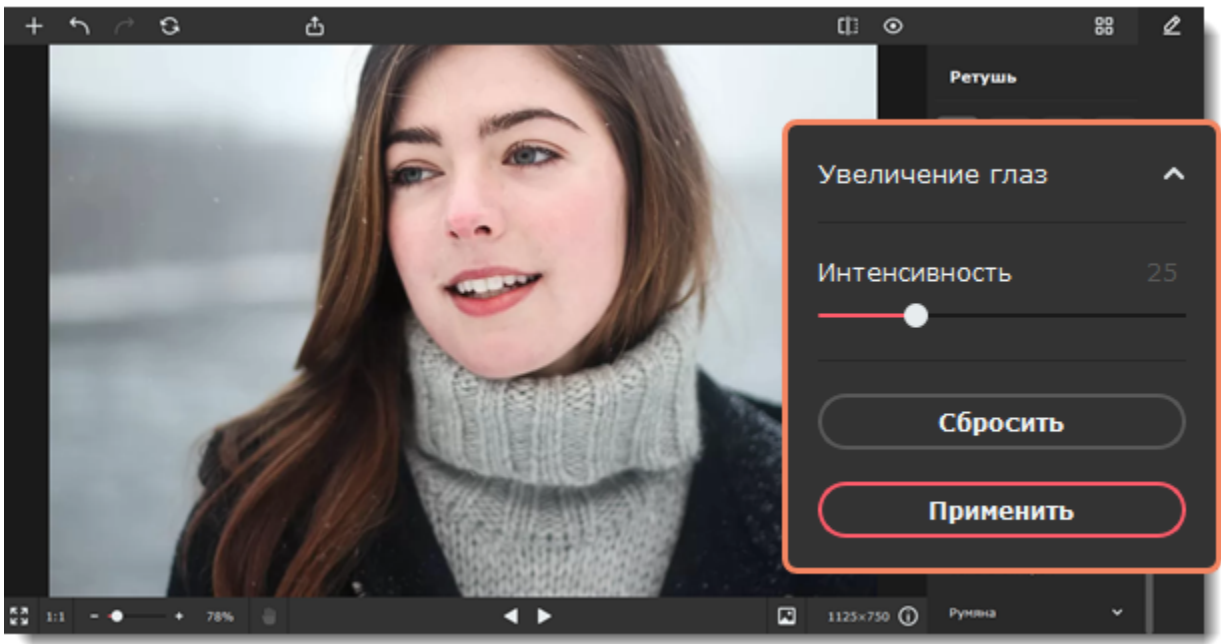 Ретушь
Увеличение глаз
Интенсивность 25
Сбросить
Применить
1:1 - + 78% 1125×750
Румяна